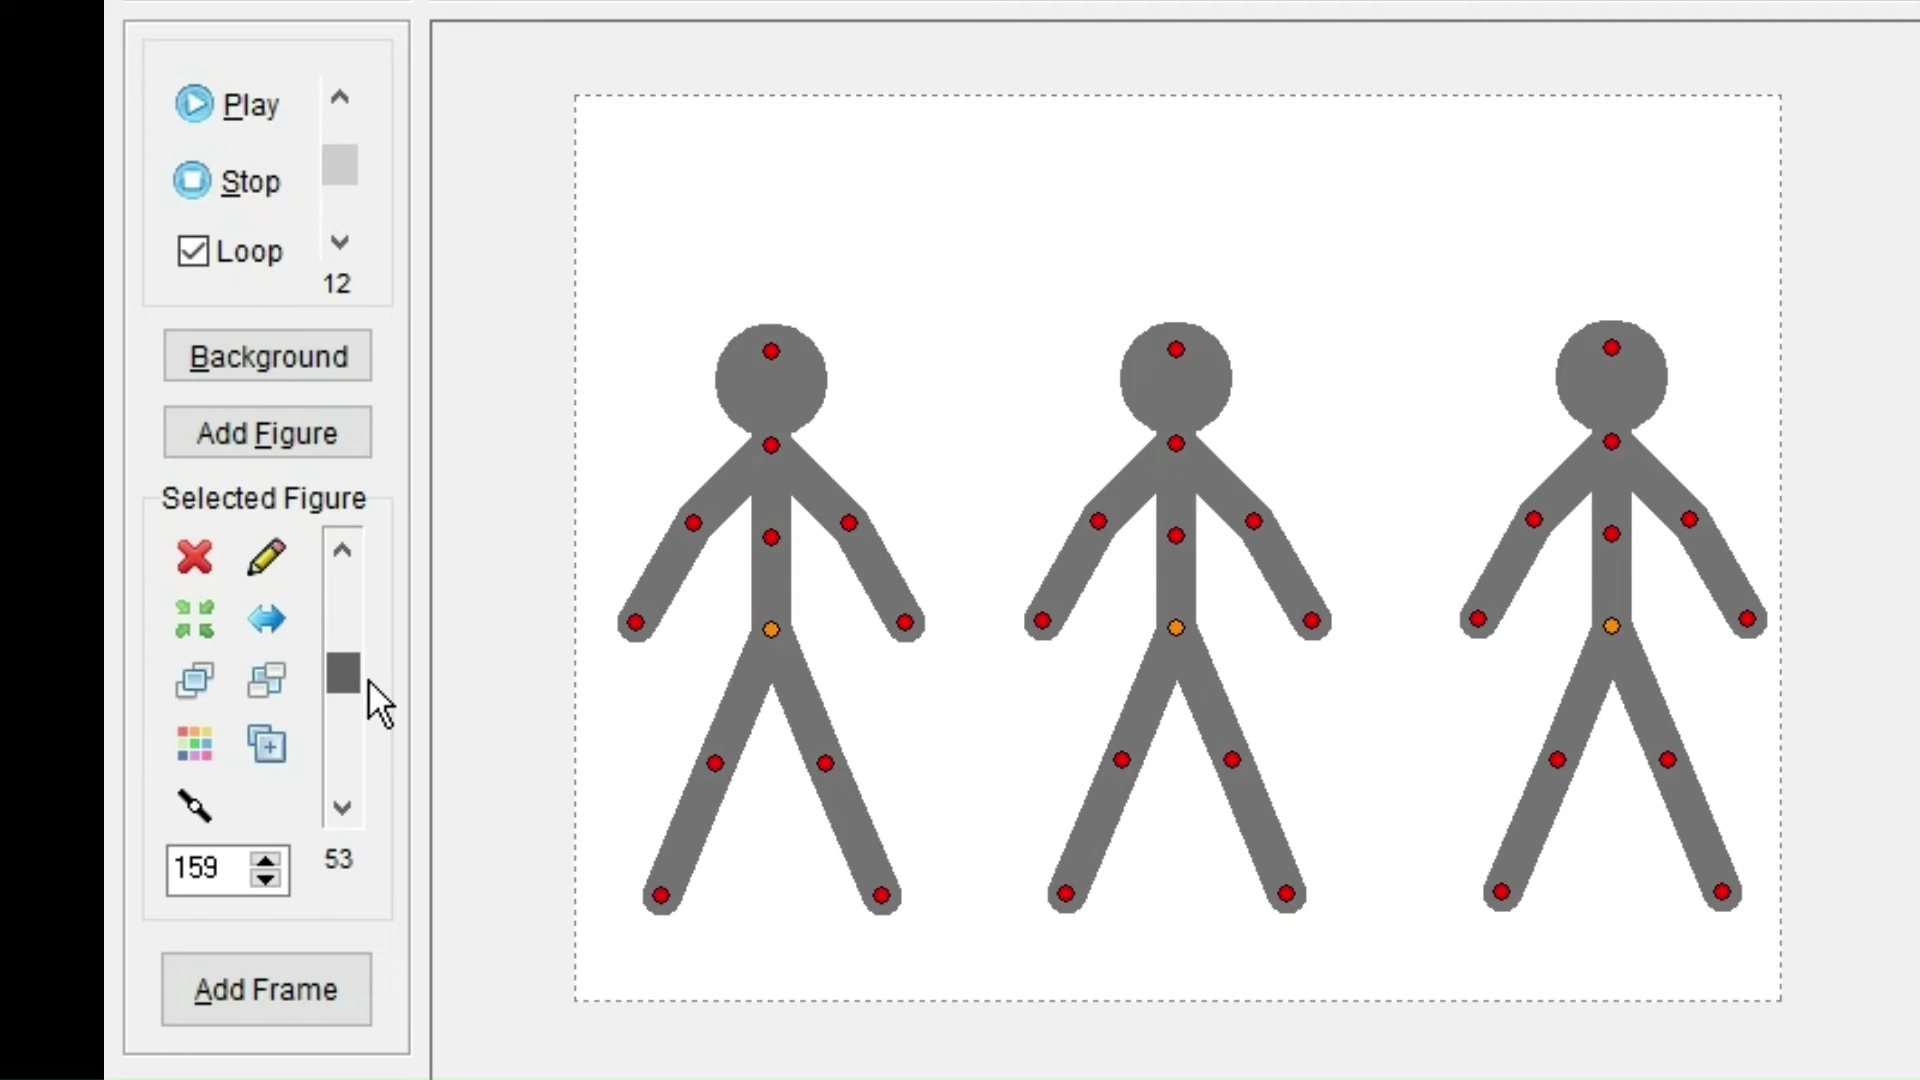 Play
Stop
Loop
12
Background
Add Figure
Selected Figure
159
53
Add Frame